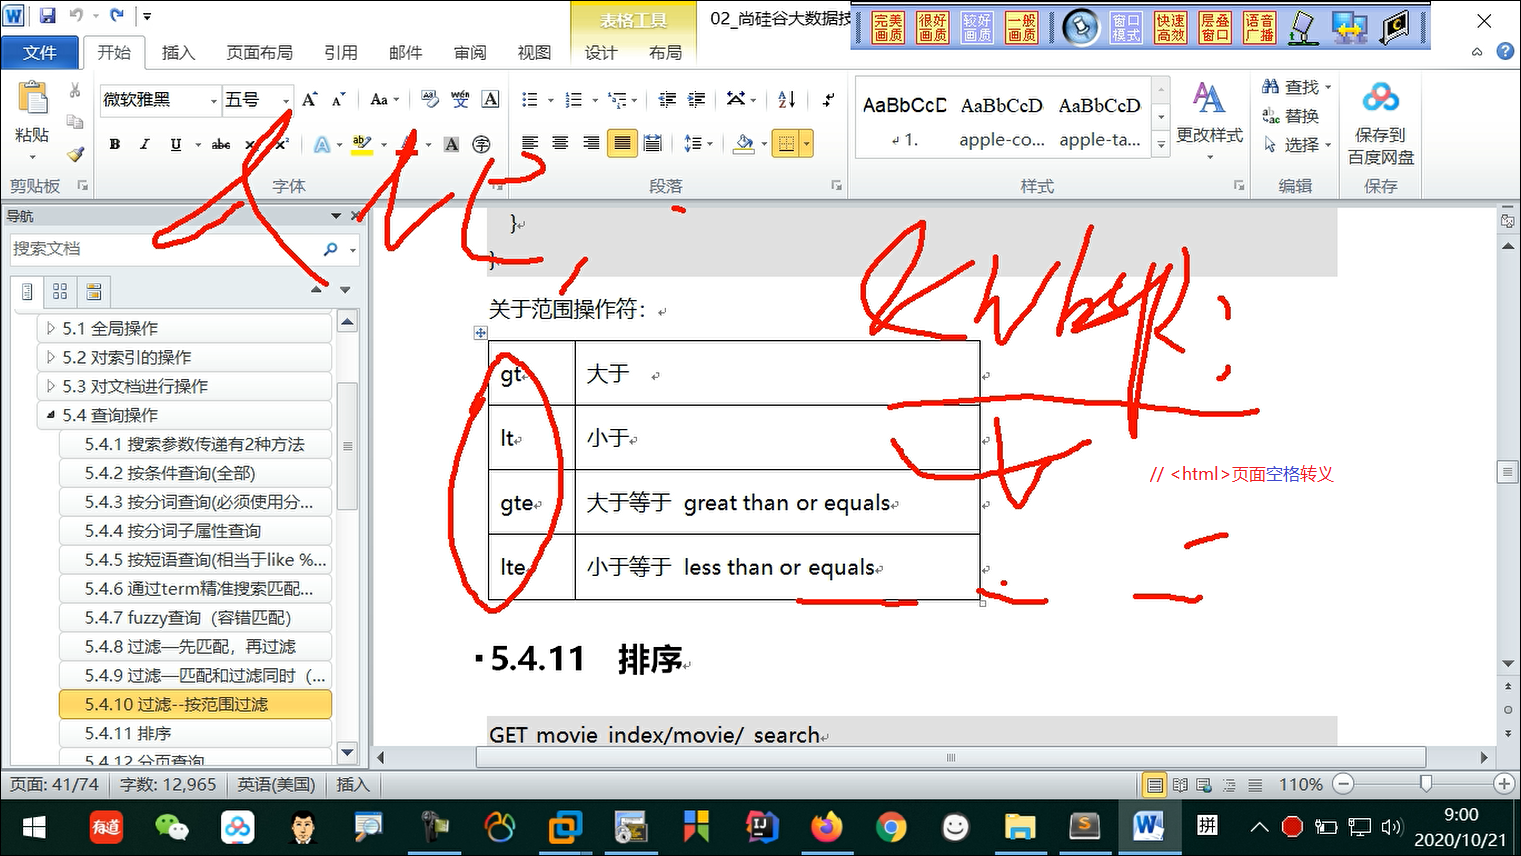 02_尚硅谷大数据技
表格工具
完美画质
很好画质
较好画质
一般画质
窗口模式
快速高效
层叠窗口
语音广播
文件
开始
插入
页面布局
引用
邮件
审阅
视图
设计
布局
粘贴
剪贴板
微软雅黑
五号
字体
段落
AaBbCcD
AaBbCcD
AaBbCcD
1.
apple-co...
apple-ta...
样式
更改样式
查找
替换
选择
编辑
保存到
百度网盘
保存
导航
搜索文档
5.1 全局操作
5.2 对索引的操作
5.3 对文档进行操作
5.4 查询操作
5.4.1 搜索参数传递有2种方法
5.4.2 按条件查询(全部)
5.4.3 按分词查询(必须使用分...
5.4.4 按分词子属性查询
5.4.5 按短语查询(相当于like %...
5.4.6 通过term精准搜索匹配...
5.4.7 fuzzy查询（容错匹配）
5.4.8 过滤—先匹配，再过滤
5.4.9 过滤—匹配和过滤同时（...
5.4.10 过滤--按范围过滤
5.4.11 排序
5.4.12 分页查询
}
}
关于范围操作符：
gt 大于
lt 小于
gte 大于等于 great than or equals
lte 小于等于 less than or equals
// <html>页面空格转义
5.4.11 排序
GET movie_index/movie/_search
页面: 41/74
字数: 12,965
英语(美国)
插入
110%
9:00
2020/10/21